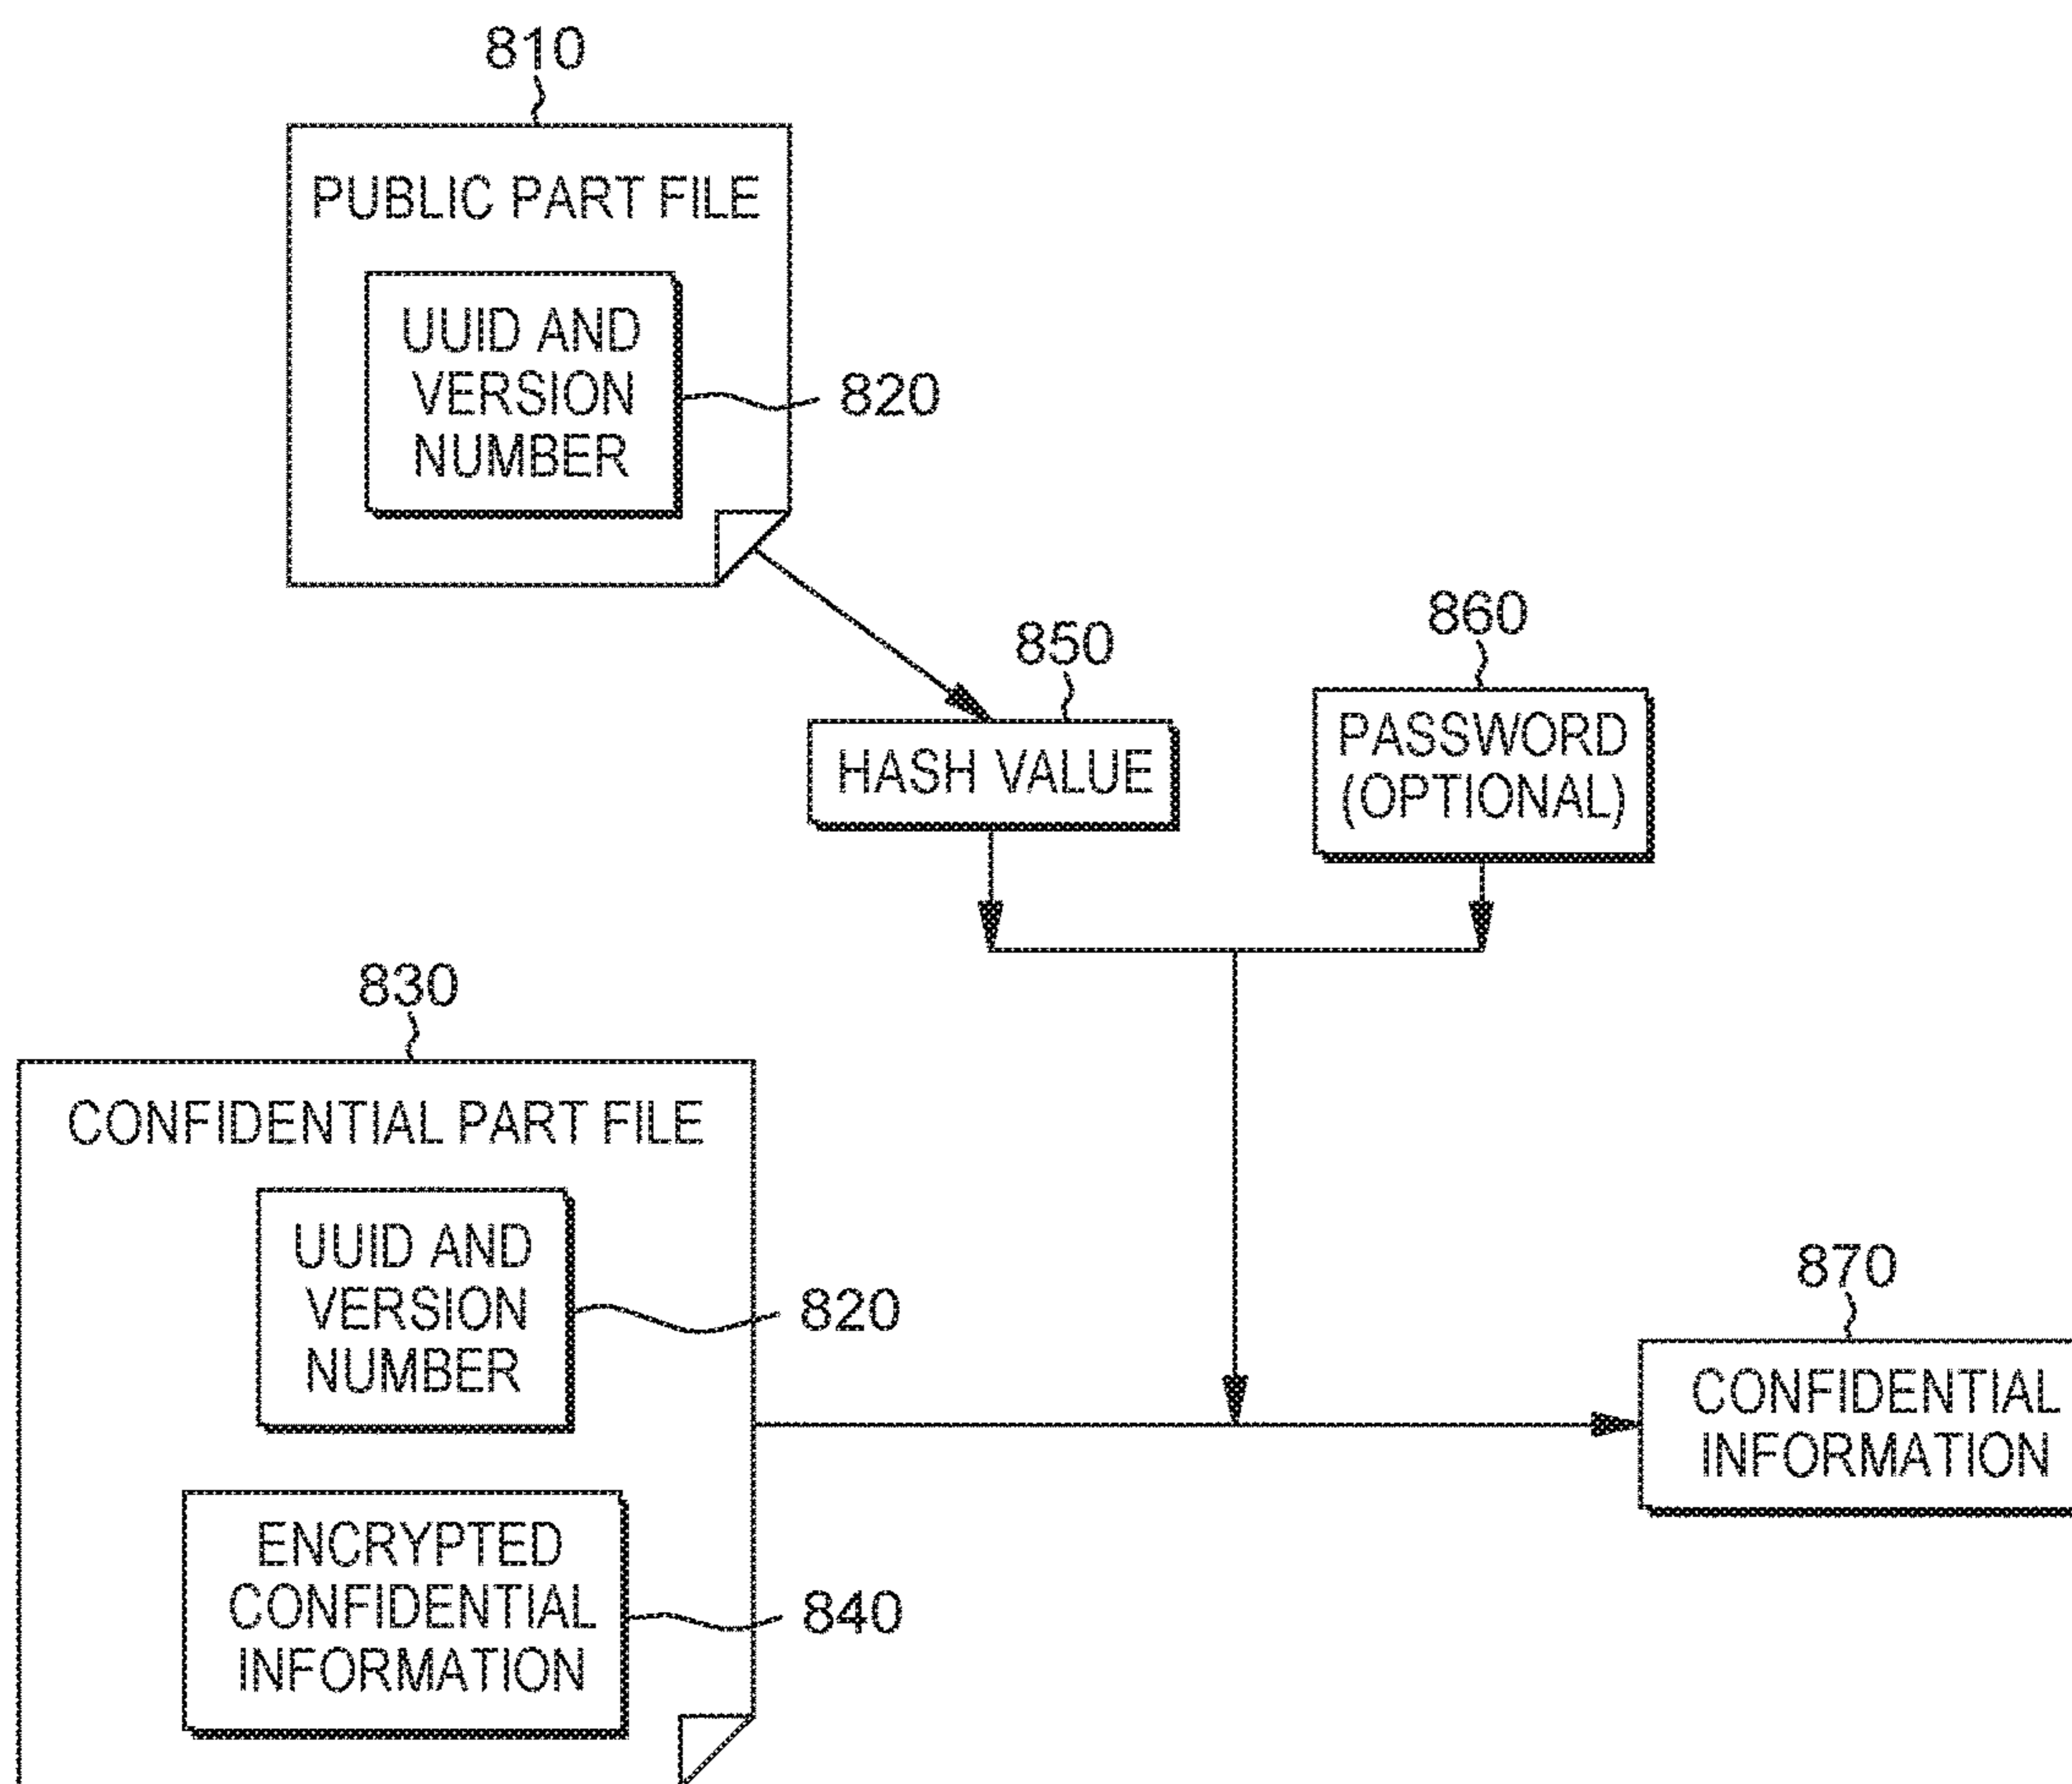 810
PUBLIC PART FILE
UUID AND
VERSION
NUMBER
820
850
HASH VALUE
860
PASSWORD
(OPTIONAL)
830
CONFIDENTIAL PART FILE
UUID AND
VERSION
NUMBER
820
ENCRYPTED
CONFIDENTIAL
INFORMATION
840
870
CONFIDENTIAL
INFORMATION